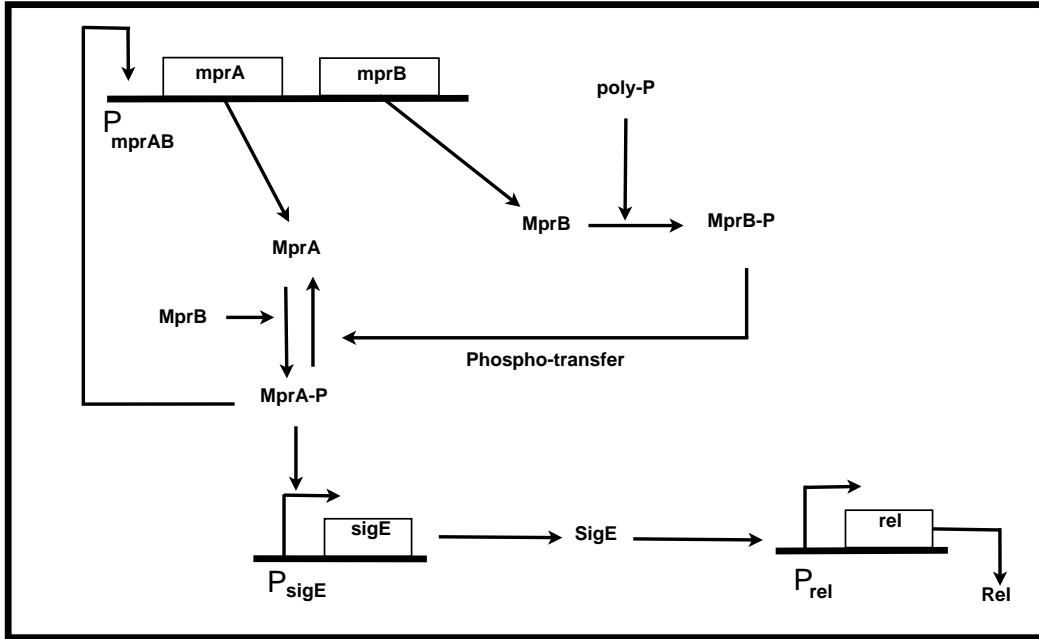 mprA
mprB
poly-P
P mprAB
MprB
MprB-P
MprA
MprB
Phospho-transfer
MprA-P
sigE
SigE
rel
P sigE
P rel
Rel